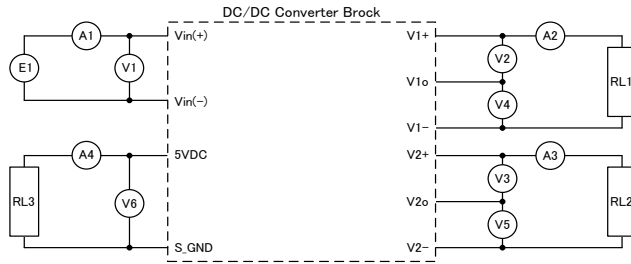 DC/DC Converter Brock
A1
E1
V1
Vin(+)
Vin(-)
V1+
V1o
V1-
A2
V2
V4
RL1
A4
RL3
V6
5VDC
S_GND
V2+
V2o
V2-
A3
V3
V5
RL2